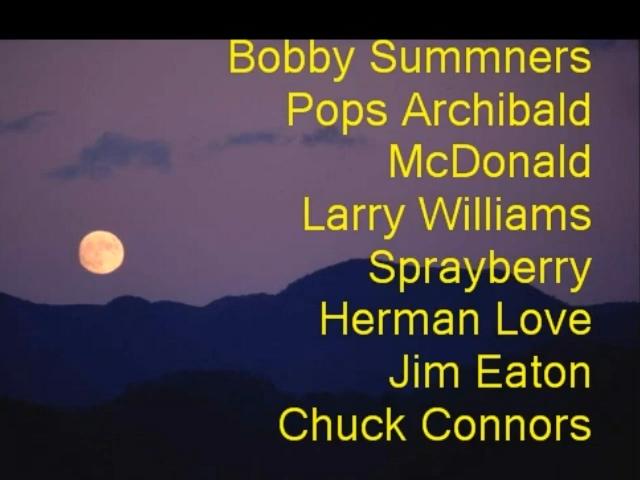 Bobby Summners
Pops Archibald
McDonald
Larry Williams
Sprayberry
Herman Love
Jim Eaton
Chuck Connors